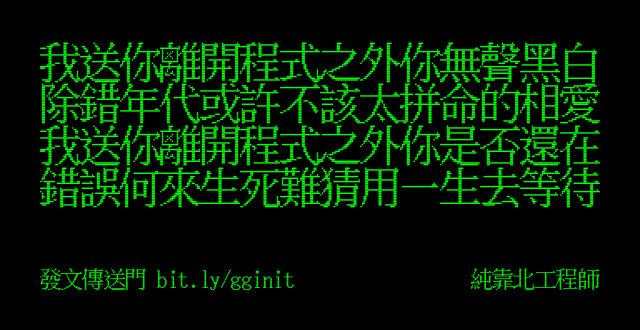 我送你離開程式之外你無聲黑白
除錯年代或許不該太拼命的相愛
我送你離開程式之外你是否還在
錯誤何來生死難猜用一生去等待
發文傳送門 bit.ly/gginit
純靠北工程師